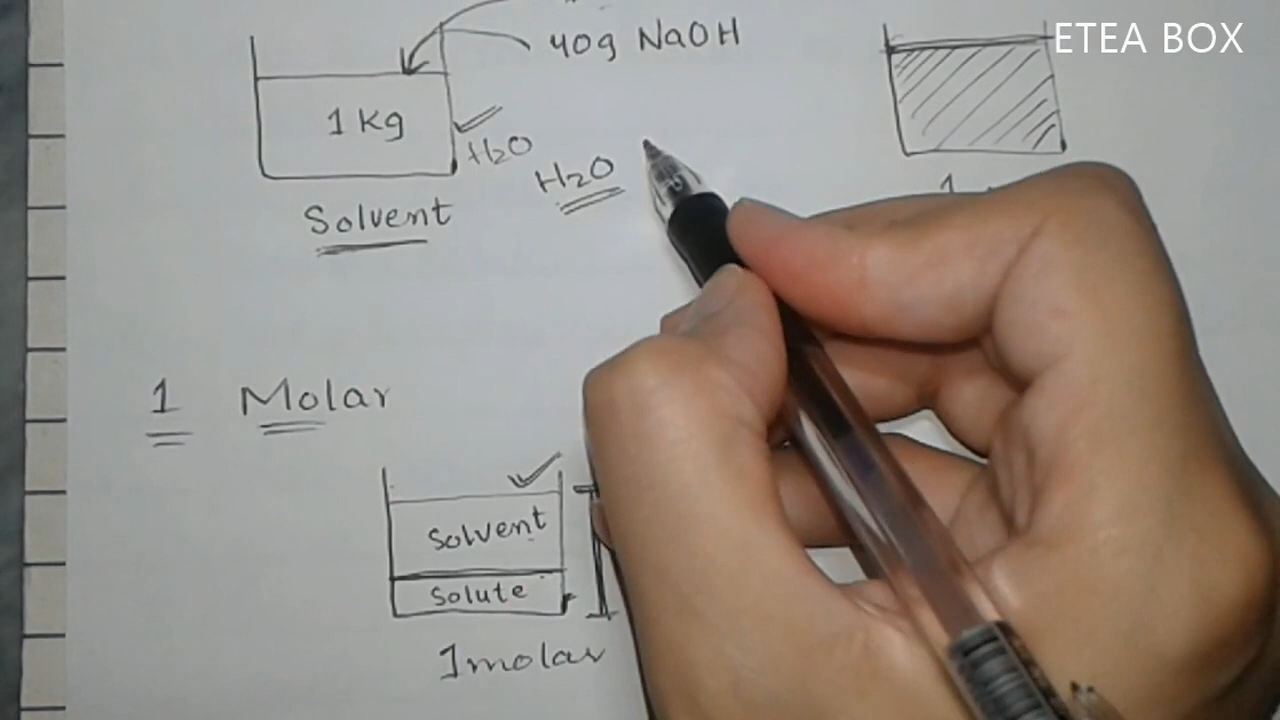 40g NaOH
ETEA BOX
1 Kg
H₂O
H₂O
Solvent
1 Molar
Solvent
Solute
1molar